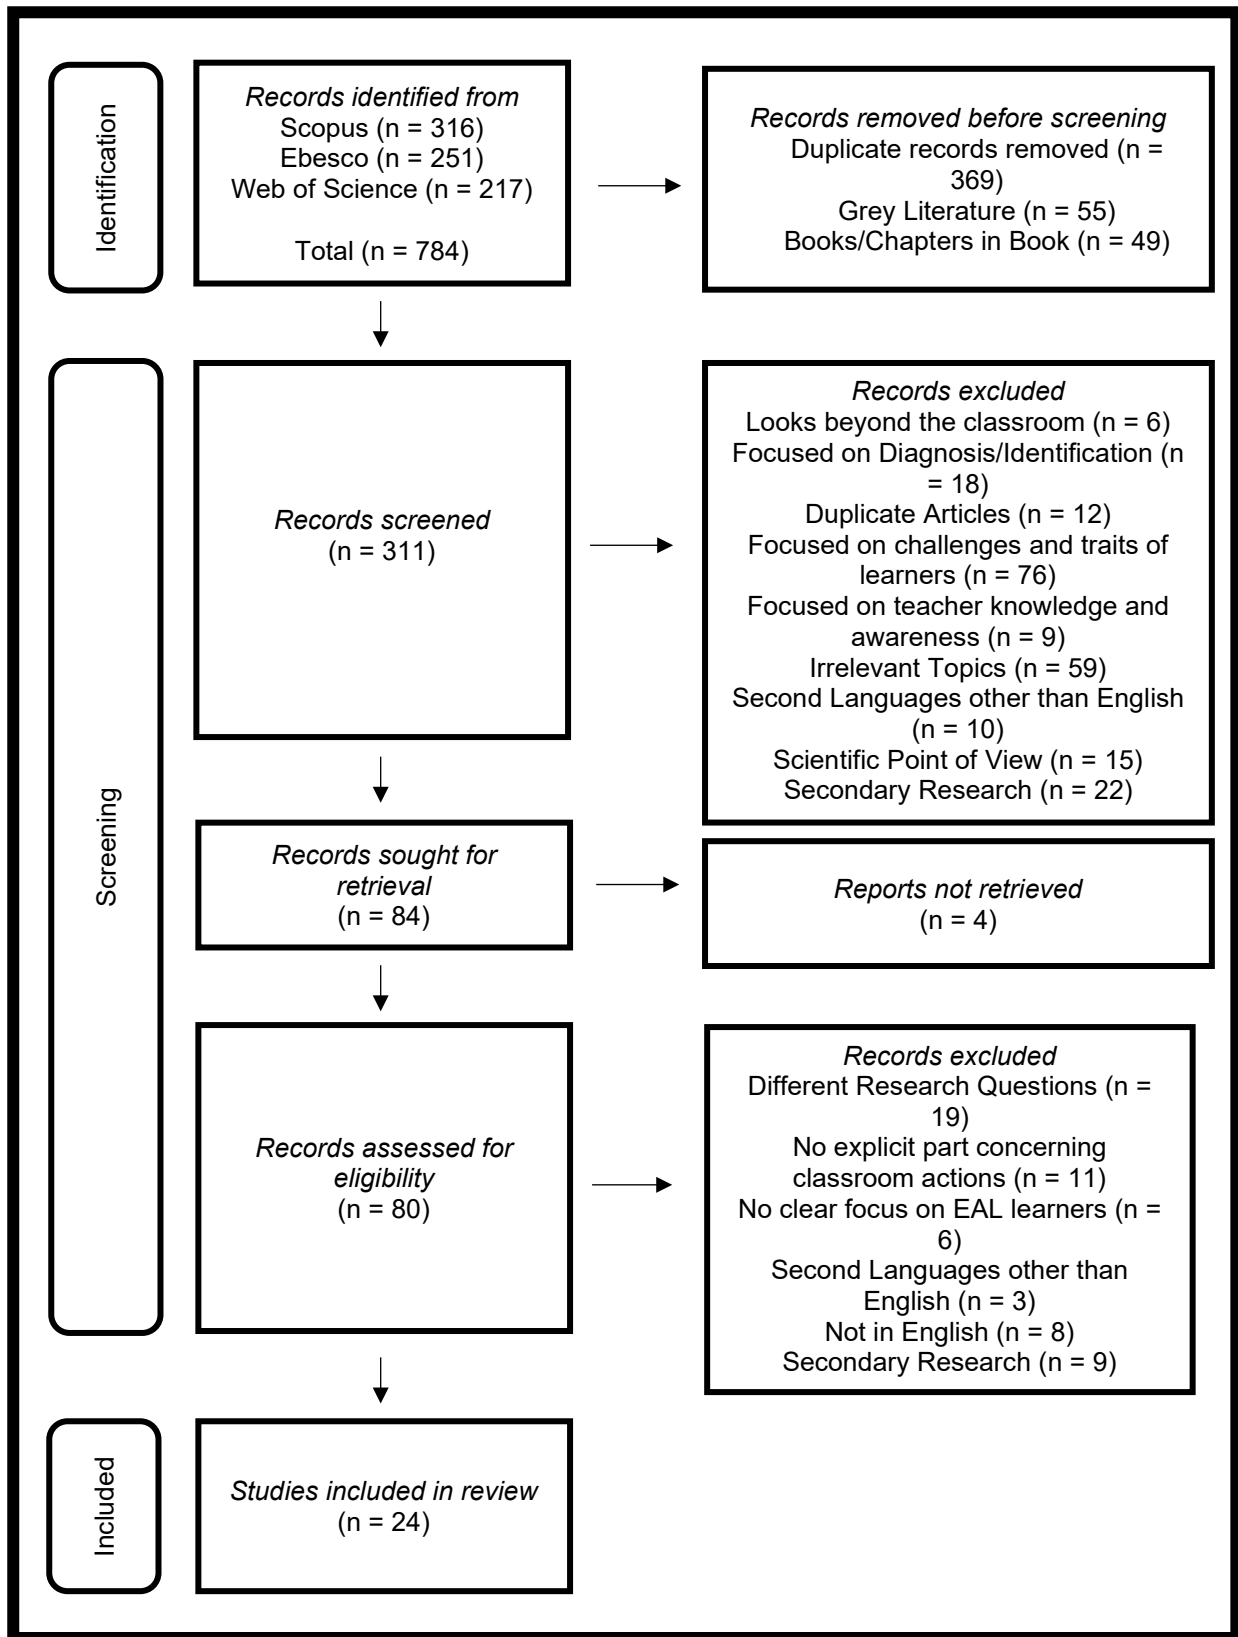 Identification
Records identified from
Scopus (n = 316)
Ebesco (n = 251)
Web of Science (n = 217)
Total (n = 784)
Records removed before screening
Duplicate records removed (n =
369)
Grey Literature (n = 55)
Books/Chapters in Book (n = 49)
Screening
Records screened
(n = 311)
Records excluded
Looks beyond the classroom (n = 6)
Focused on Diagnosis/Identification (n
= 18)
Duplicate Articles (n = 12)
Focused on challenges and traits of
learners (n = 76)
Focused on teacher knowledge and
awareness (n = 9)
Irrelevant Topics (n = 59)
Second Languages other than English
(n = 10)
Scientific Point of View (n = 15)
Secondary Research (n = 22)
Records sought for
retrieval
(n = 84)
Reports not retrieved
(n = 4)
Records assessed for
eligibility
(n = 80)
Records excluded
Different Research Questions (n =
19)
No explicit part concerning
classroom actions (n = 11)
No clear focus on EAL learners (n =
6)
Second Languages other than
English (n = 3)
Not in English (n = 8)
Secondary Research (n = 9)
Included
Studies included in review
(n = 24)